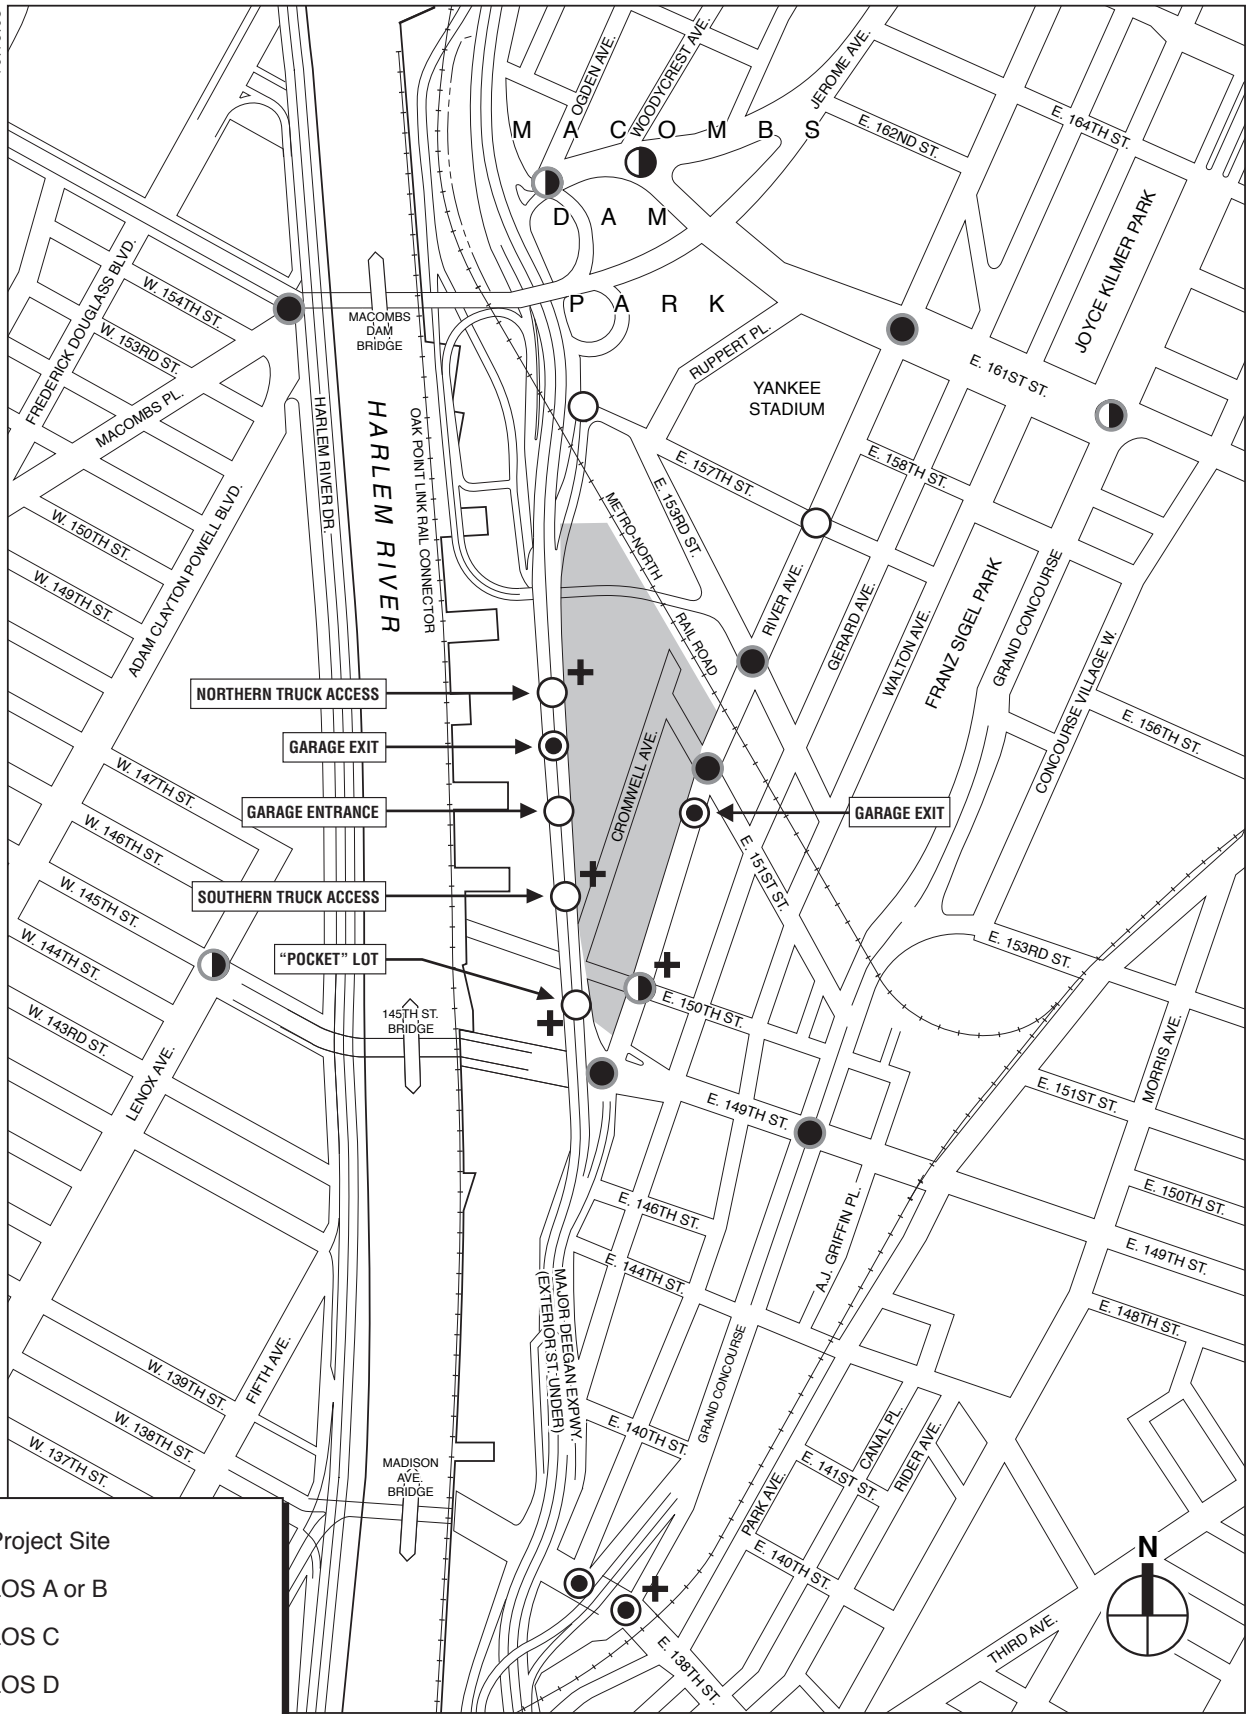 OGDEN AVE.
WOODYCREST AVE.
JEROME AVE.
M A C O M B S
E. 162ND ST.
E. 164TH ST.
D A M
P A R K
JOYCE KILMER PARK
FREDERICK DOUGLASS BLVD.
W. 154TH ST.
W. 153RD ST.
MACOMBS PL.
MACOMBS
DAM
BRIDGE
RUPPERT PL.
YANKEE
STADIUM
E. 161ST ST.
HARLEM RIVER DR.
HARLEM RIVER
OAK POINT LINK RAIL CONNECTOR
E. 157TH ST.
E. 158TH ST.
E. 153RD ST.
METRO-NORTH
RAIL ROAD
W. 150TH ST.
W. 149TH ST.
ADAM CLAYTON POWELL BLVD.
RIVER AVE.
GERARD AVE.
WALTON AVE.
FRANZ SIGEL PARK
GRAND CONCOURSE
CONCOURSE VILLAGE W.
E. 156TH ST.
NORTHERN TRUCK ACCESS
GARAGE EXIT
GARAGE ENTRANCE
SOUTHERN TRUCK ACCESS
"POCKET" LOT
CROMWELL AVE.
GARAGE EXIT
E. 151ST ST.
W. 147TH ST.
W. 146TH ST.
W. 145TH ST.
W. 144TH ST.
W. 143RD ST.
LENOX AVE.
145TH ST.
BRIDGE
E. 153RD ST.
E. 150TH ST.
E. 149TH ST.
MORRIS AVE.
E. 151ST ST.
E. 150TH ST.
E. 149TH ST.
E. 148TH ST.
E. 146TH ST.
E. 144TH ST.
A.J. GRIFFIN PL.
MAJOR DEEGAN EXPWY.
(EXTERIOR ST. UNDER)
GRAND CONCOURSE
FIFTH AVE.
W. 139TH ST.
W. 138TH ST.
W. 137TH ST.
MADISON
AVE.
BRIDGE
E. 140TH ST.
CANAL PL.
RIDER AVE.
E. 141ST ST.
PARK AVE.
E. 140TH ST.
E. 138TH ST.
THIRD AVE.
N
Project Site
LOS A or B
LOS C
LOS D